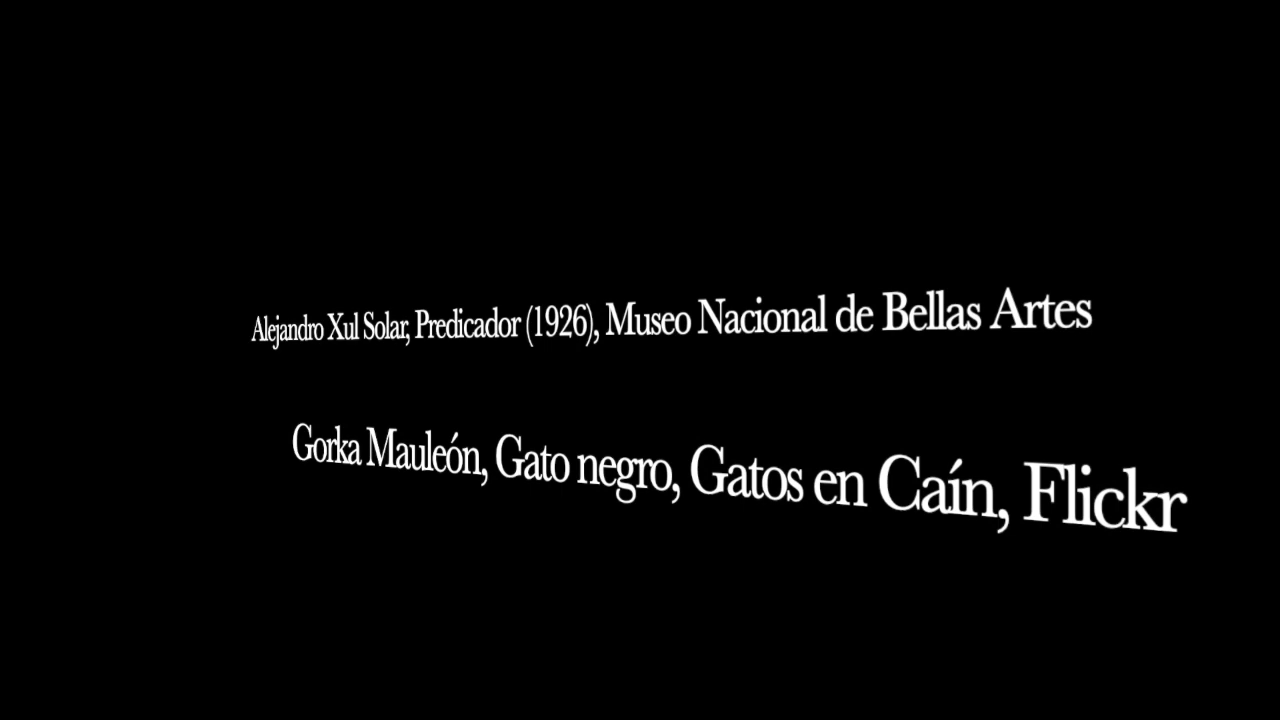 Alejandro Xul Solar, Predicador (1926), Museo Nacional de Bellas Artes
Gorka Mauleón, Gato negro, Gatos en Caín, Flickr